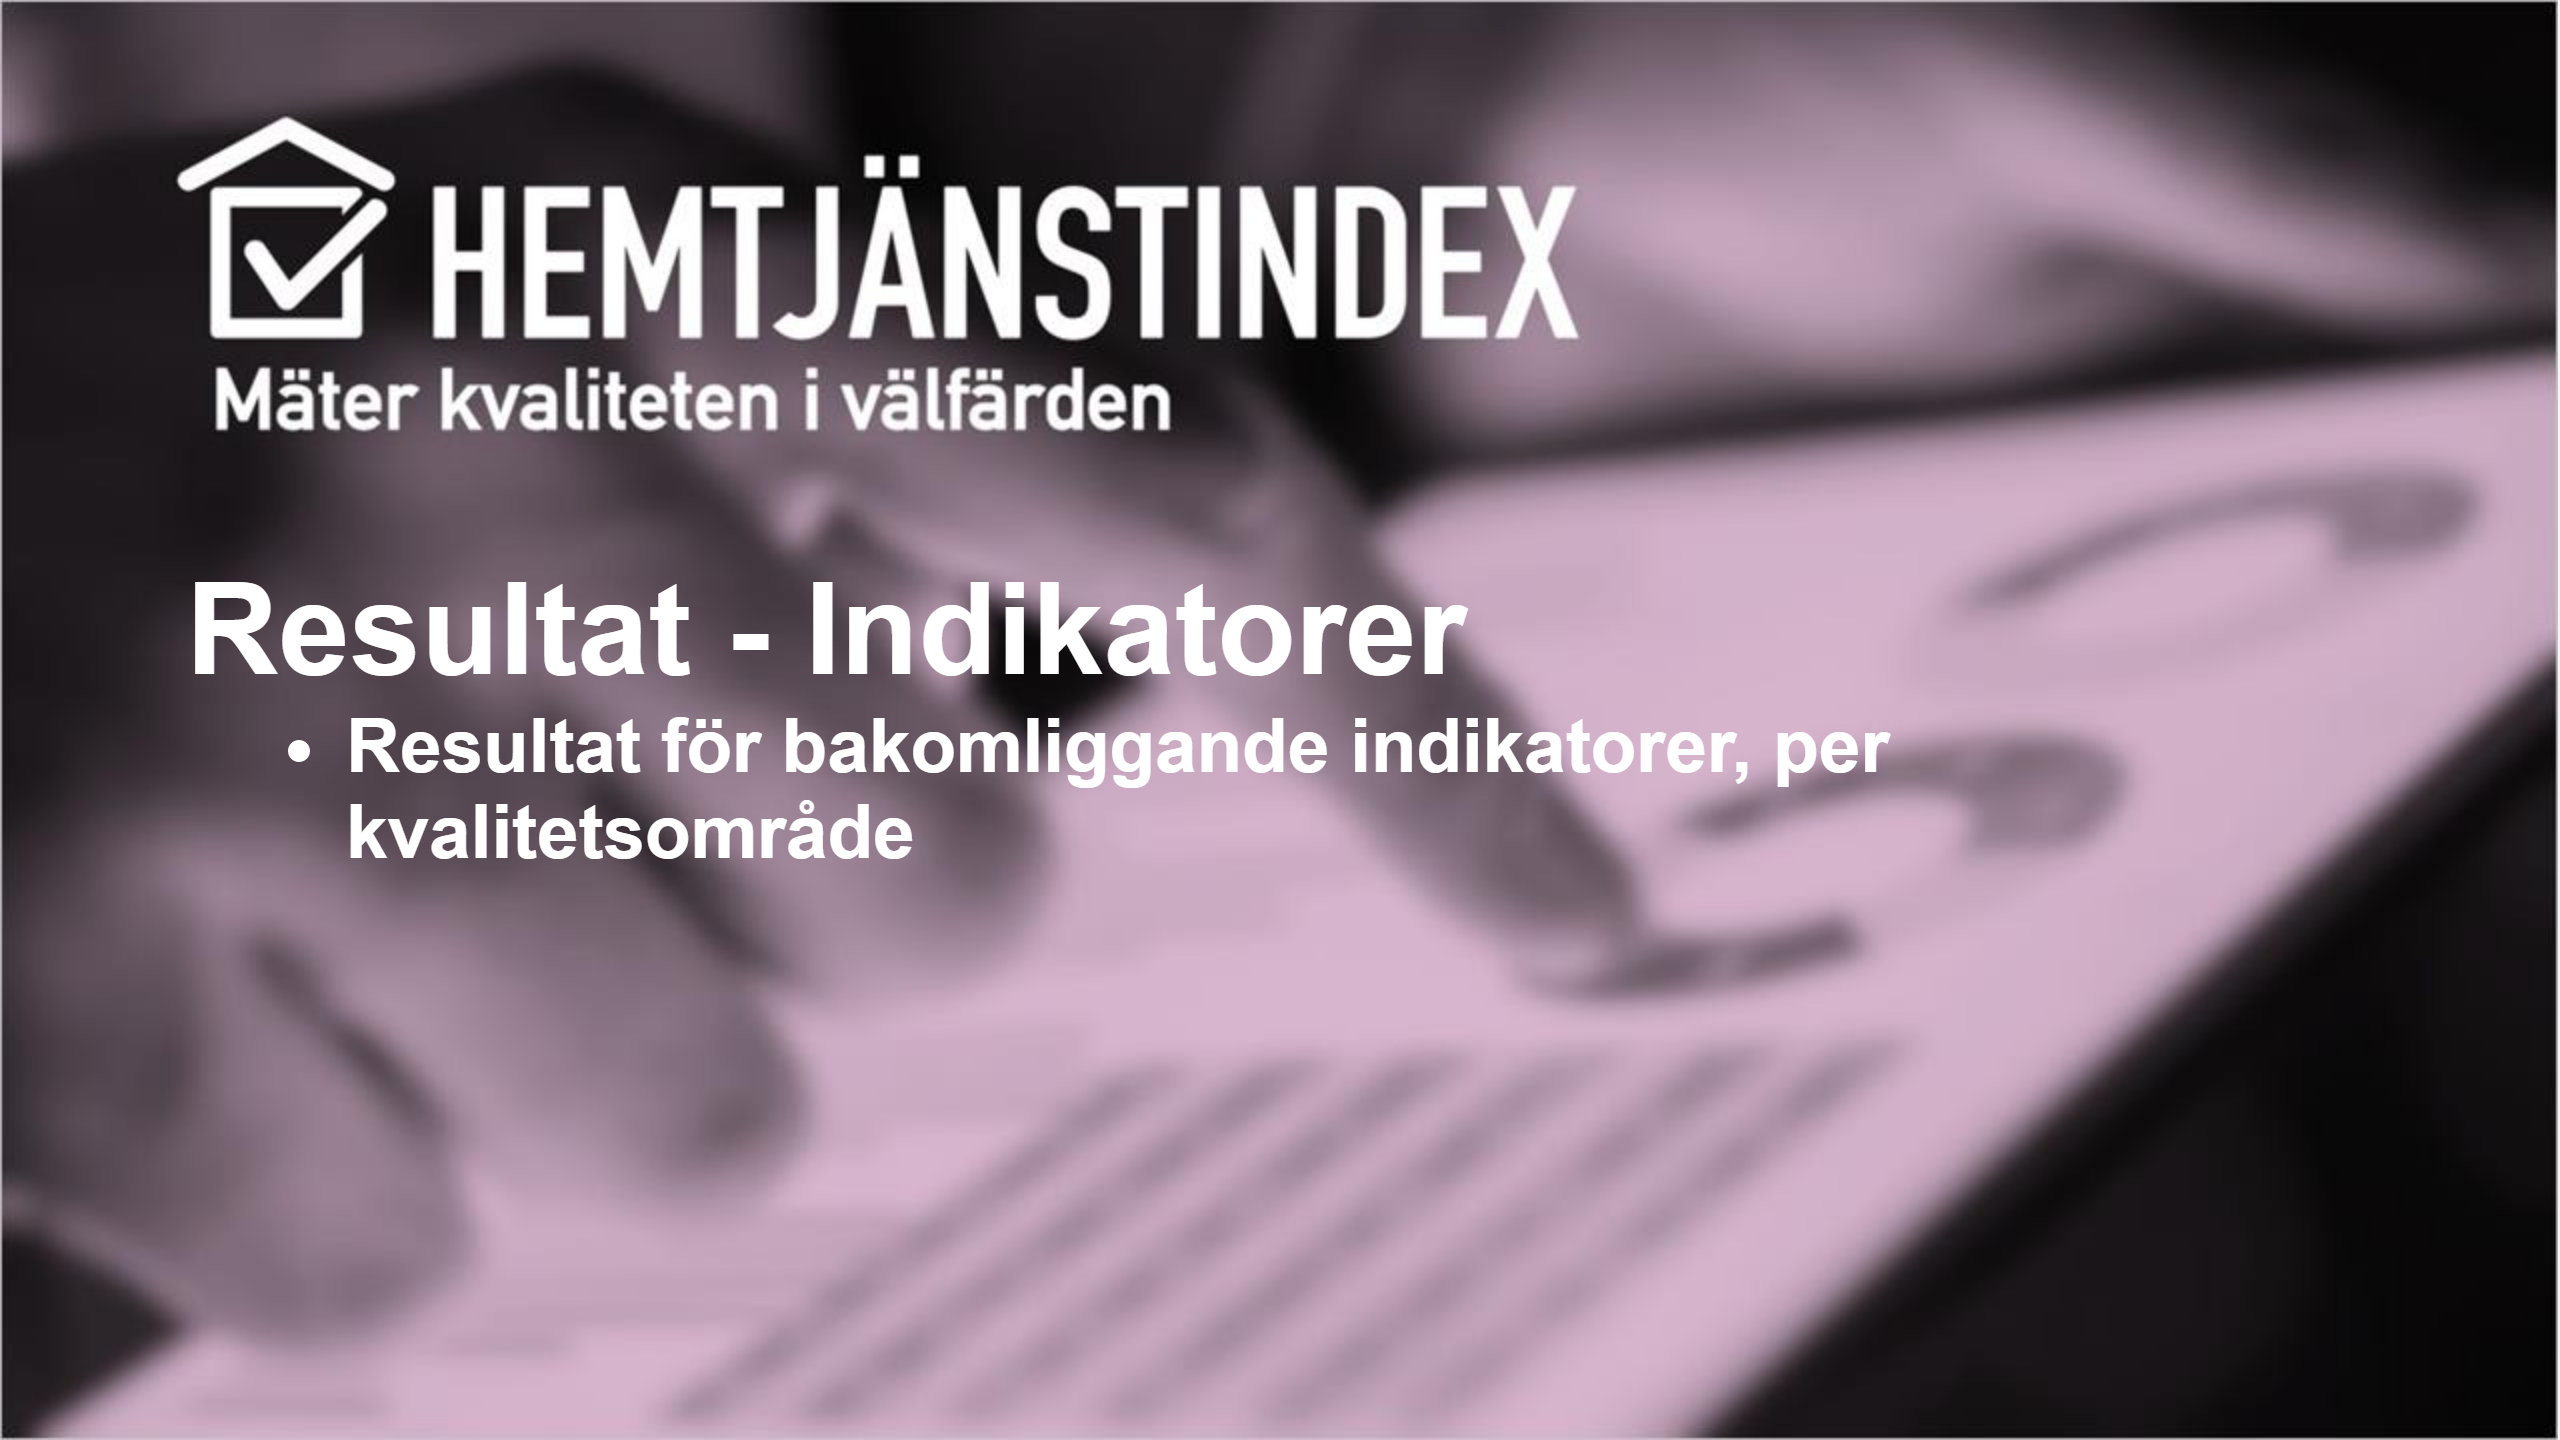 HEMTJÄNSTINDEX
Mäter kvaliteten i välfärden
Resultat - Indikatorer
• Resultat för bakomliggande indikatorer, per
kvalitetsområde